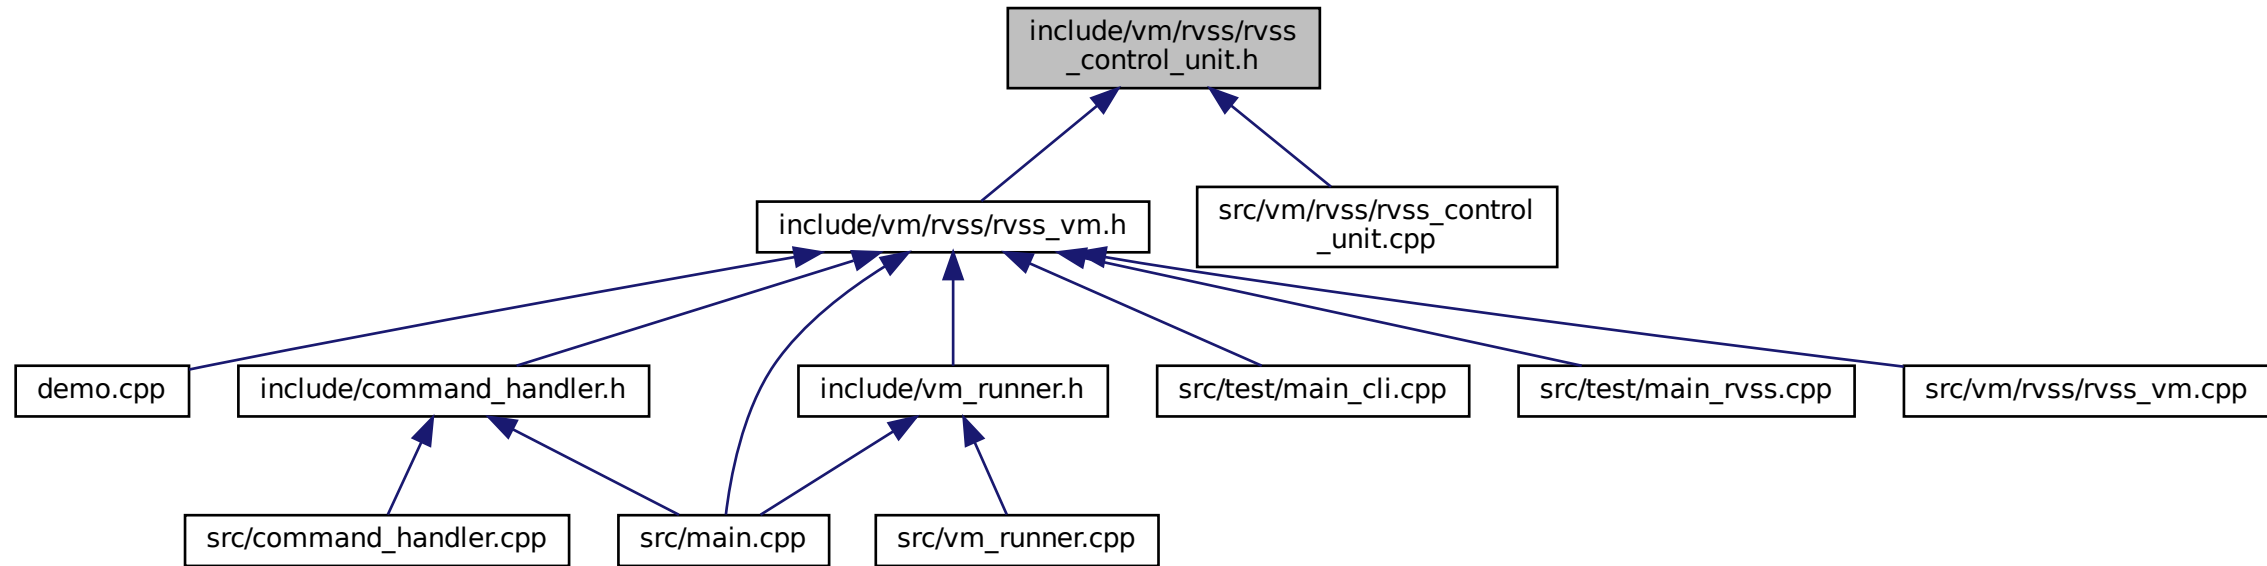 include/vm/rvss/rvss
_control_unit.h
include/vm/rvss/rvss_vm.h
src/vm/rvss/rvss_control
_unit.cpp
demo.cpp
include/command_handler.h
include/vm_runner.h
src/test/main_cli.cpp
src/test/main_rvss.cpp
src/vm/rvss/rvss_vm.cpp
src/command_handler.cpp
src/main.cpp
src/vm_runner.cpp